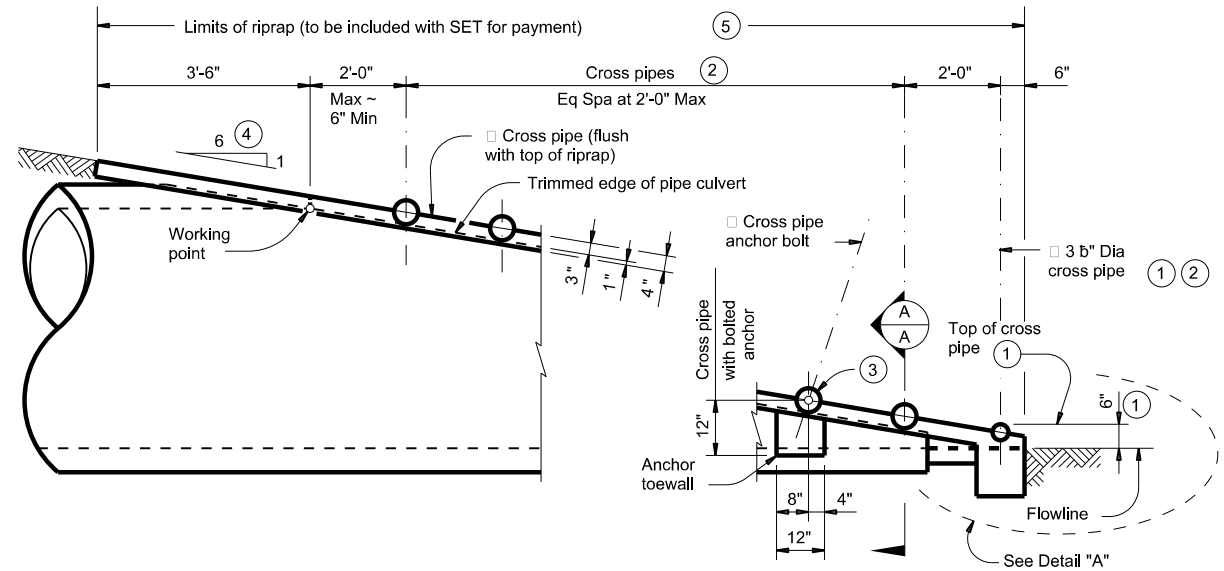 Limits of riprap (to be included with SET for payment)
5
3'-6"
2'-0"
Cross pipes
2
2'-0"
6"
Max ~
6" Min
Eq Spa at 2'-0" Max
6
4
1
□ Cross pipe (flush
with top of riprap)
Trimmed edge of pipe culvert
Working
point
3"
1"
4"
□ Cross pipe
anchor bolt
□ 3 ƀ" Dia
cross pipe
1
2
Cross pipe
with bolted
anchor
A
A
Top of cross
pipe
1
3
6"
1
12"
Anchor
toewall
8"
4"
12"
Flowline
See Detail "A"